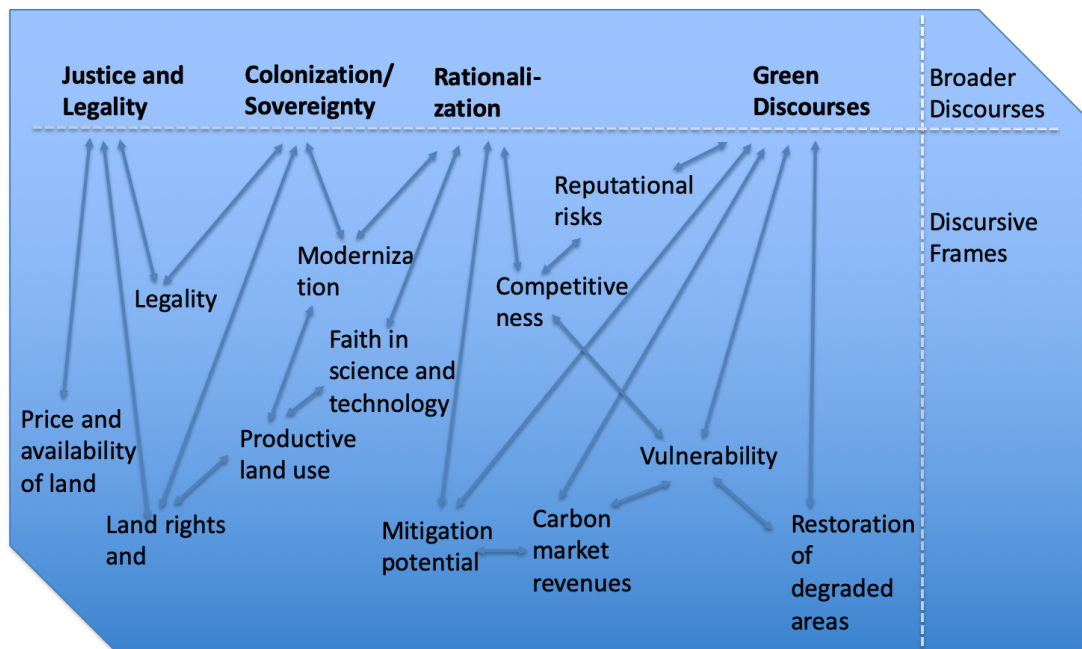 Justice and
Legality
Colonization/
Sovereignty
Rationali-
zation
Green
Discourses
Broader
Discourses
Reputational
risks
Discursive
Frames
Moderniza
tion
Legality
Competitive
ness
Faith in
science and
technology
Price and
availability
of land
Productive
land use
Vulnerability
Land rights
and
Mitigation
potential
Carbon
market
revenues
Restoration
of
degraded
areas